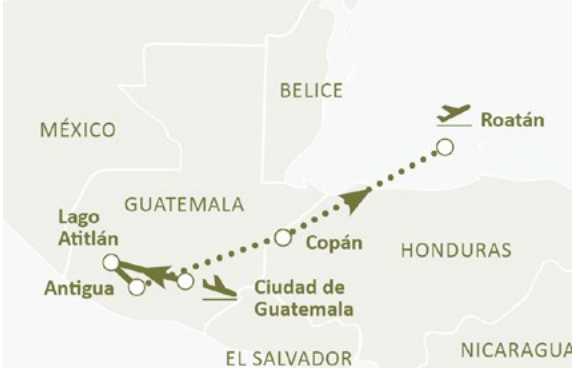 BELICE
Roatán
MÉXICO
GUATEMALA
Lago
Atitlán
Copán
HONDURAS
Antigua
Ciudad de
Guatemala
EL SALVADOR
NICARAGUA